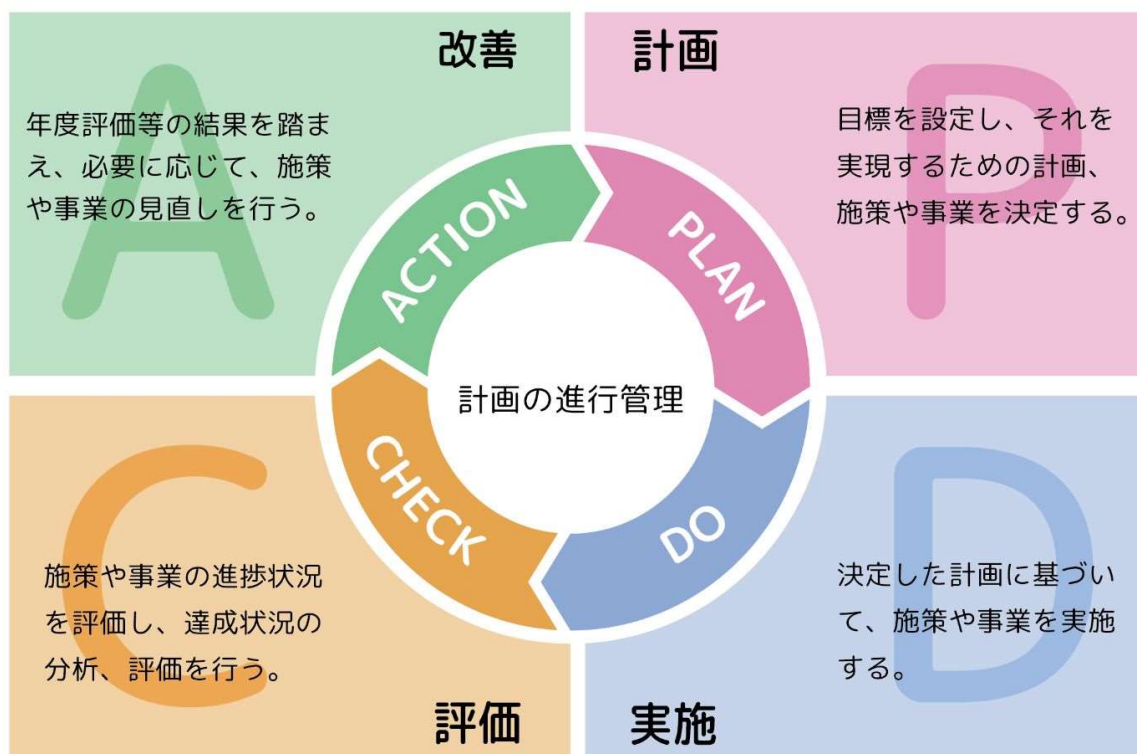 改善
A
年度評価等の結果を踏ま
え、必要に応じて、施策
や事業の見直しを行う。
ACTION
計画
P
目標を設定し、それを
実現するための計画、
施策や事業を決定する。
PLAN
計画の進行管理
CHECK
C
施策や事業の進捗状況
を評価し、達成状況の
分析、評価を行う。
評価
DO
D
決定した計画に基づい
て、施策や事業を実施
する。
実施